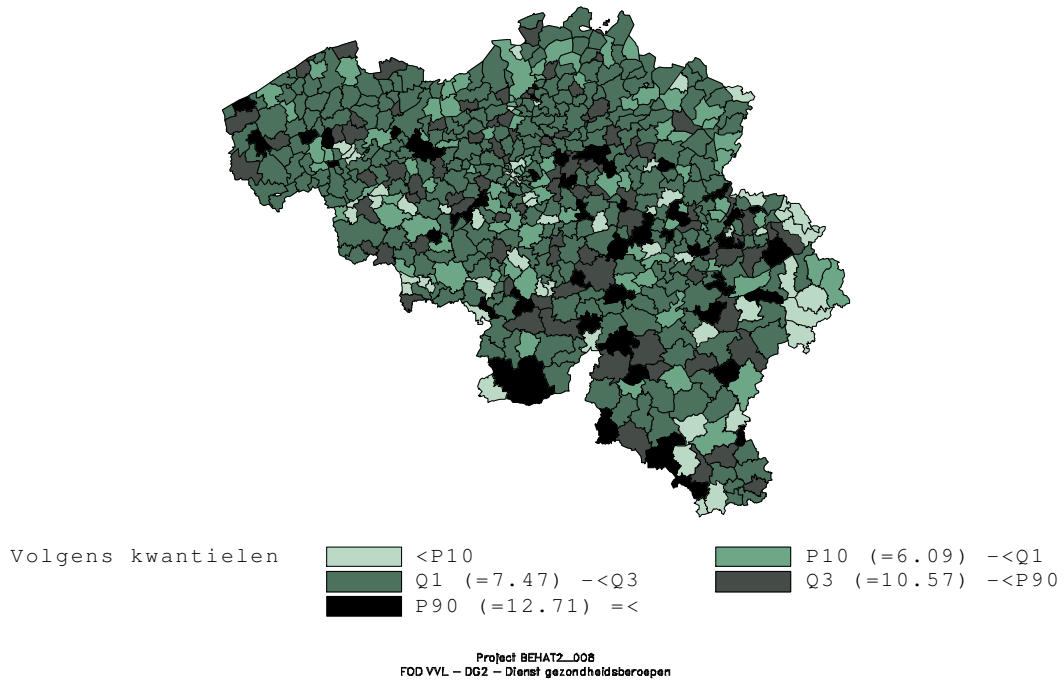 Volgens kwantielen
<P10
P10 (=6.09) -<Q1
Q1 (=7.47) -<Q3
Q3 (=10.57) -<P90
P90 (=12.71) =<
Project BEHAT2_008
FOD VVL - DG2 - Dienst gezondheidsberoepen